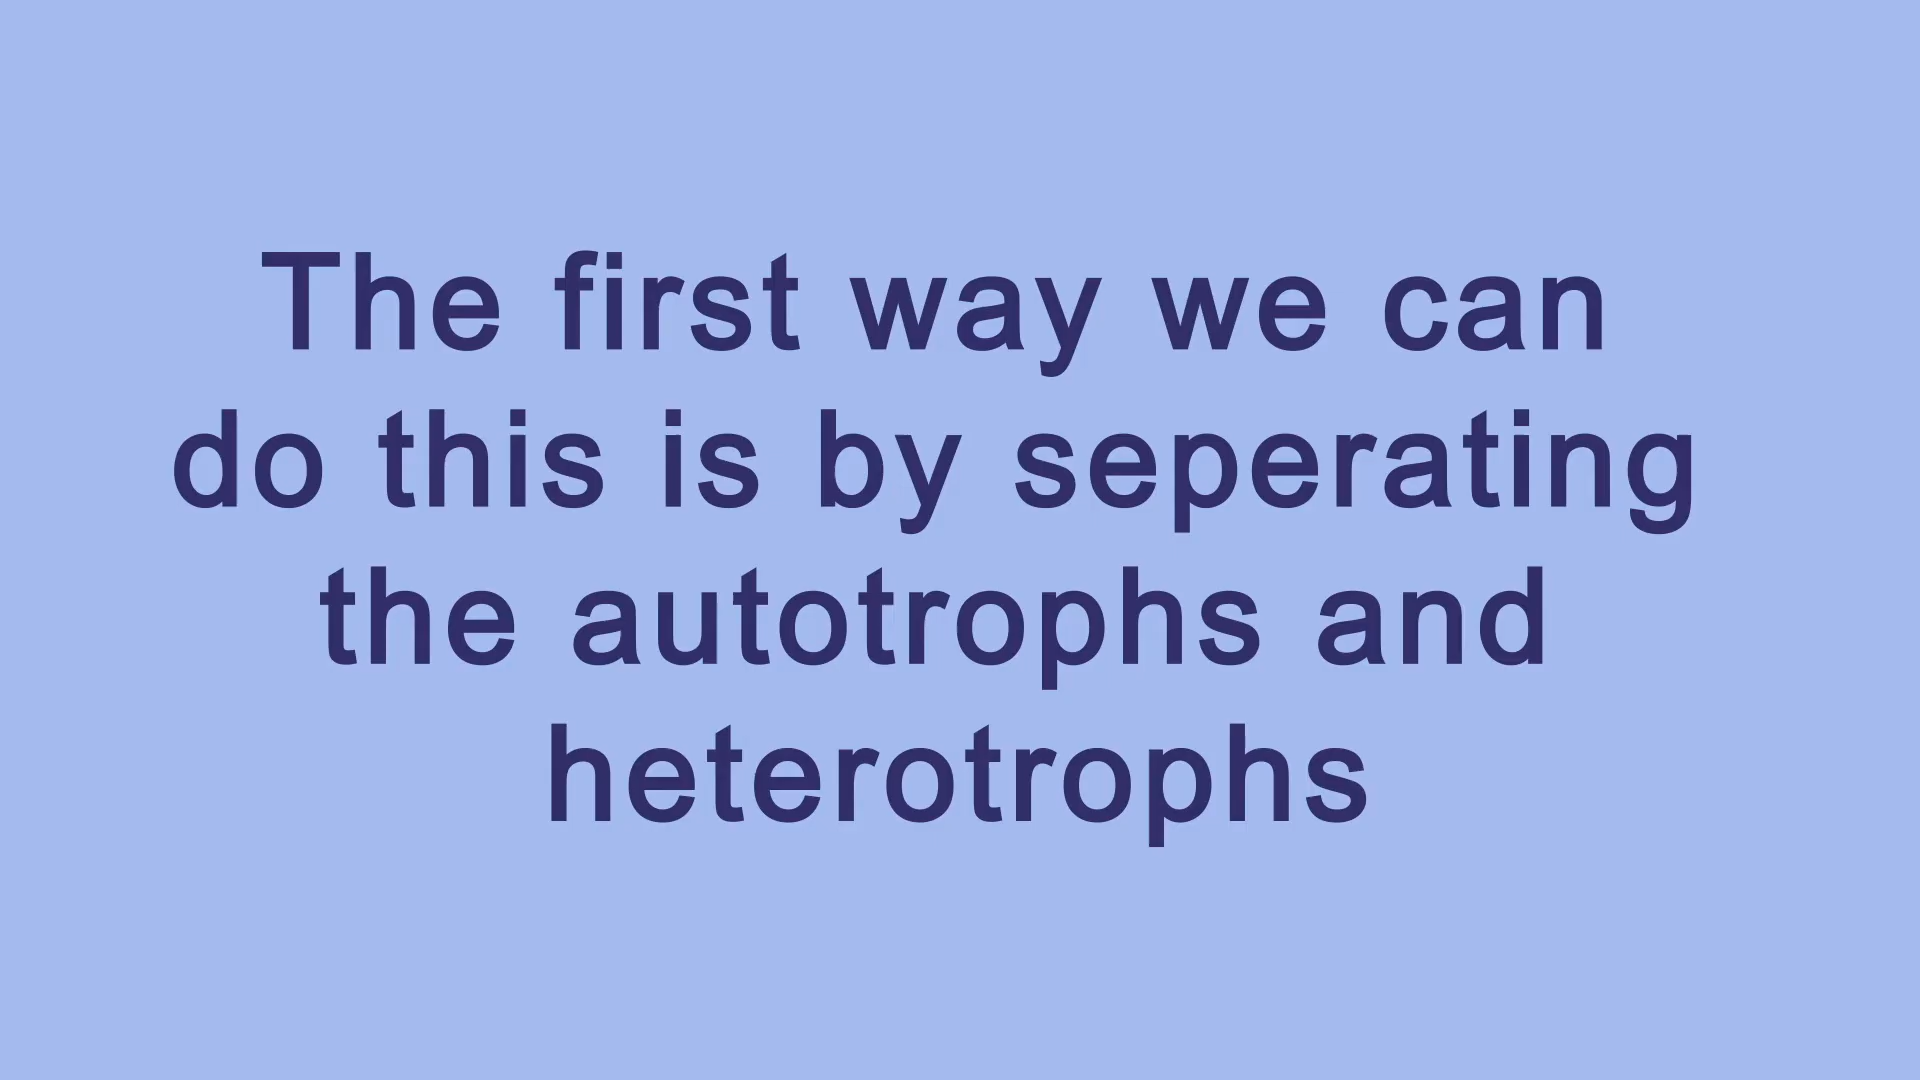 The first way we can
do this is by seperating
the autotrophs and
heterotrophs